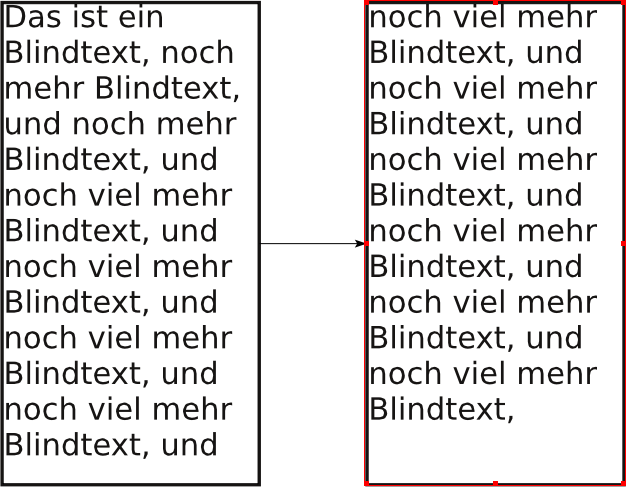 Das ist ein
Blindtext, noch
mehr Blindtext,
und noch mehr
Blindtext, und
noch viel mehr
Blindtext, und
noch viel mehr
Blindtext, und
noch viel mehr
Blindtext, und
noch viel mehr
Blindtext, und
noch viel mehr
Blindtext, und
noch viel mehr
Blindtext, und
noch viel mehr
Blindtext, und
noch viel mehr
Blindtext, und
noch viel mehr
Blindtext, und
noch viel mehr
Blindtext,